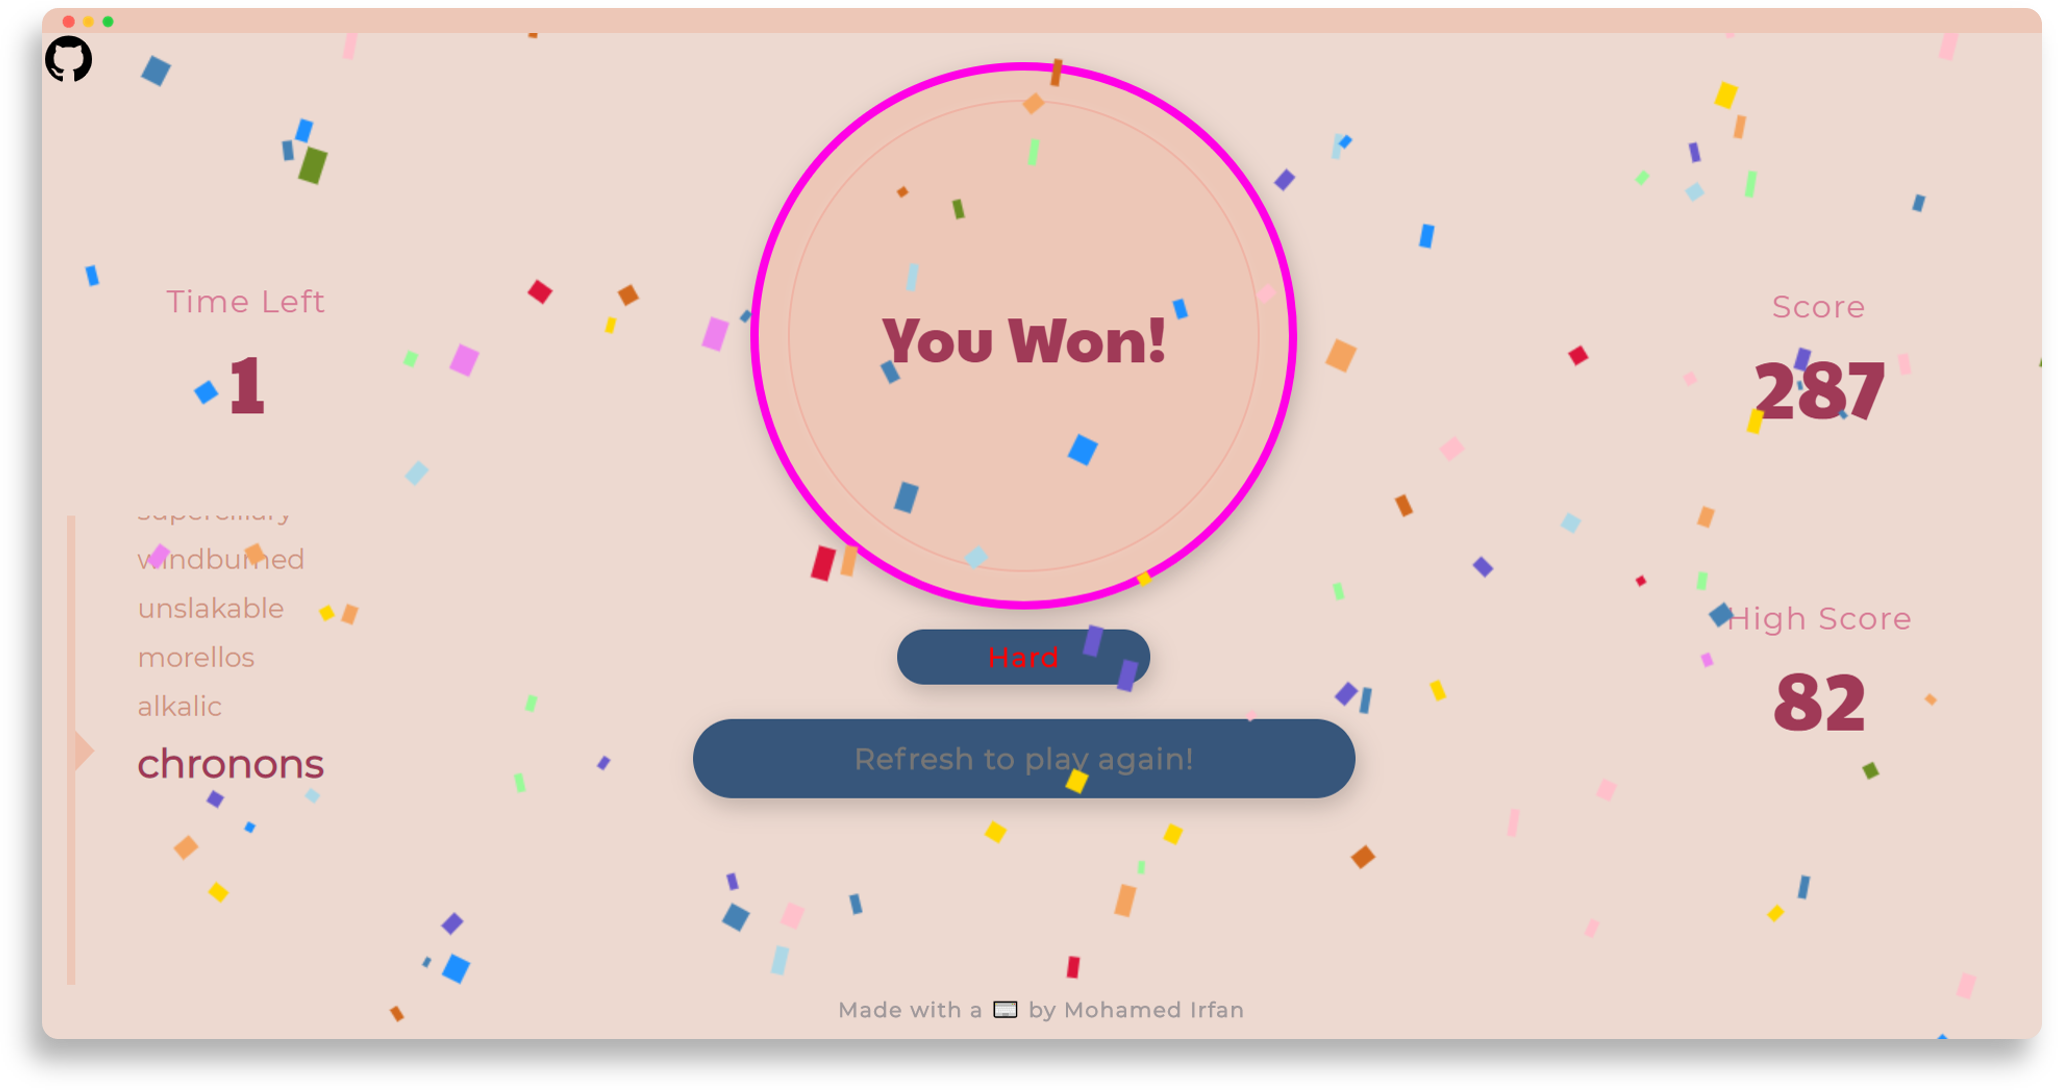 You Won!
Time Left
1
Score
287
superciliary
windburned
unslakable
morellos
alkalic
chronons
Hard
High Score
82
Refresh to play again!
Made with a by Mohamed Irfan